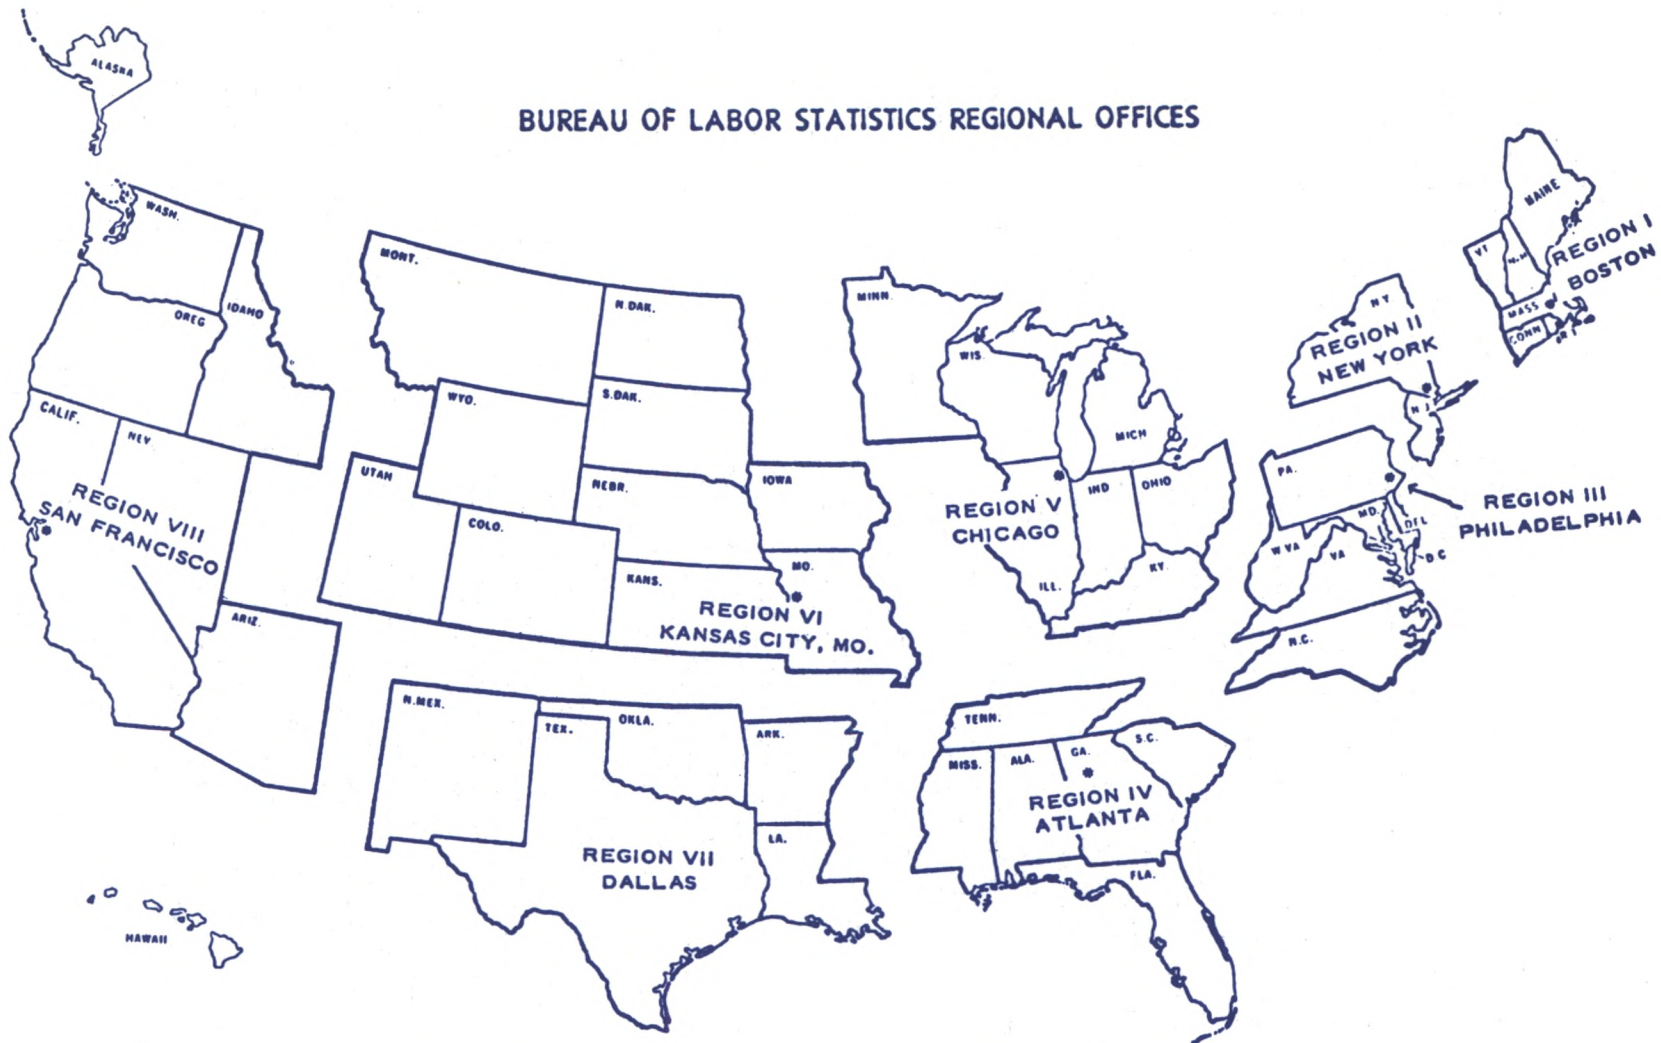 ALASKA
BUREAU OF LABOR STATISTICS REGIONAL OFFICES
WASH.
OREG
IDAHO
CALIF.
NEV
REGION VIII
SAN FRANCISCO
ARIZ.
HAWAII
MONT.
N.DAK.
S.DAK.
WYO.
UTAH
COLO.
NEBR.
KANS.
IOWA
MO.
REGION VI
KANSAS CITY, MO.
N.MEX.
OKLA.
TEX.
ARK.
LA.
REGION VII
DALLAS
MINN.
WIS.
MICH
IND
OHIO
REGION V
CHICAGO
ILL.
KY.
TENN.
MISS.
ALA.
GA.
S.C.
REGION IV
ATLANTA
FLA.
MAINE
VT
N.H
REGION I
BOSTON
MASS
CONN
R I
N Y
REGION II
NEW YORK
N J
PA.
REGION III
PHILADELPHIA
MD.
DEL
D C
W VA
VA
N.C.